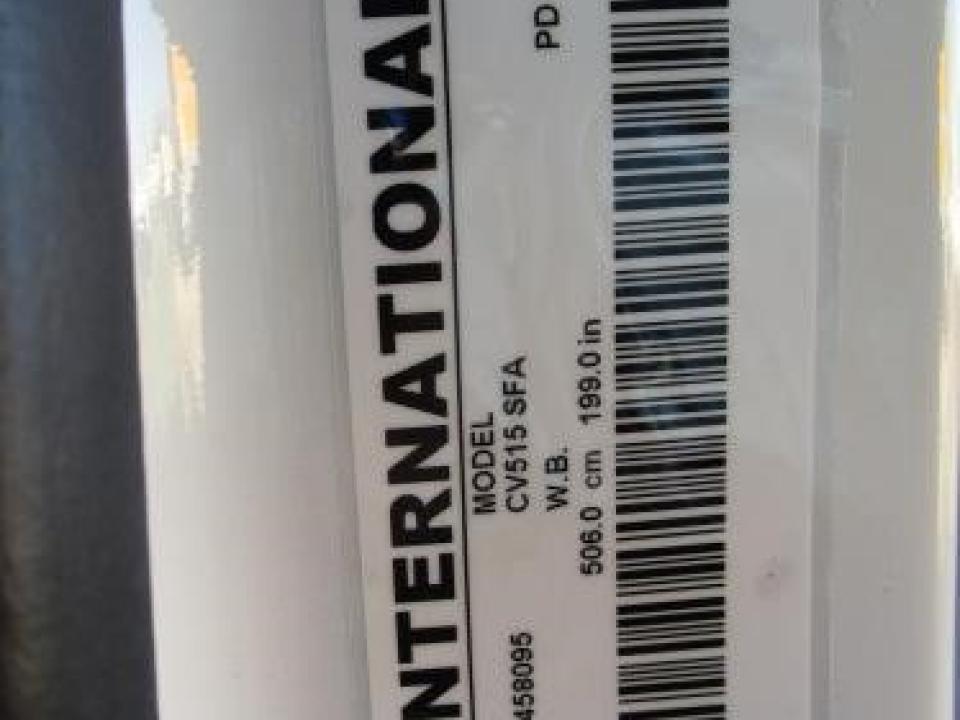 INTERNATIONAL
MODEL
458095 CV515 SFA
W.B. PD
506.0 cm 199.0 in